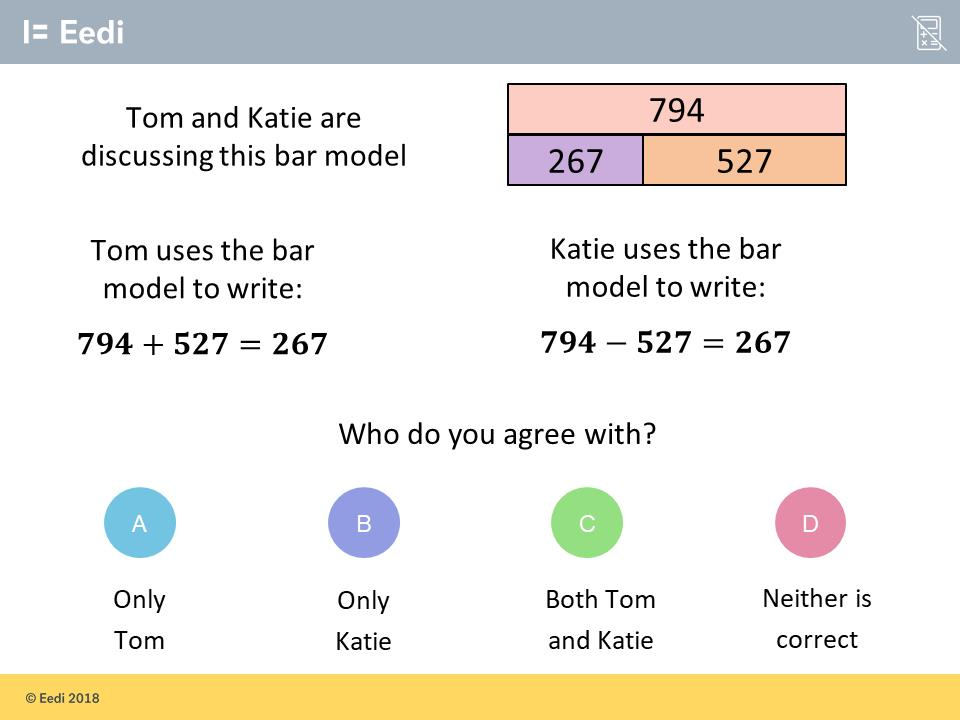 Eedi
Tom and Katie are
discussing this bar model
794
267 527
Tom uses the bar
model to write:
794 + 527 = 267
Katie uses the bar
model to write:
794 − 527 = 267
Who do you agree with?
A
Only
Tom
B
Only
Katie
C
Both Tom
and Katie
D
Neither is
correct
© Eedi 2018